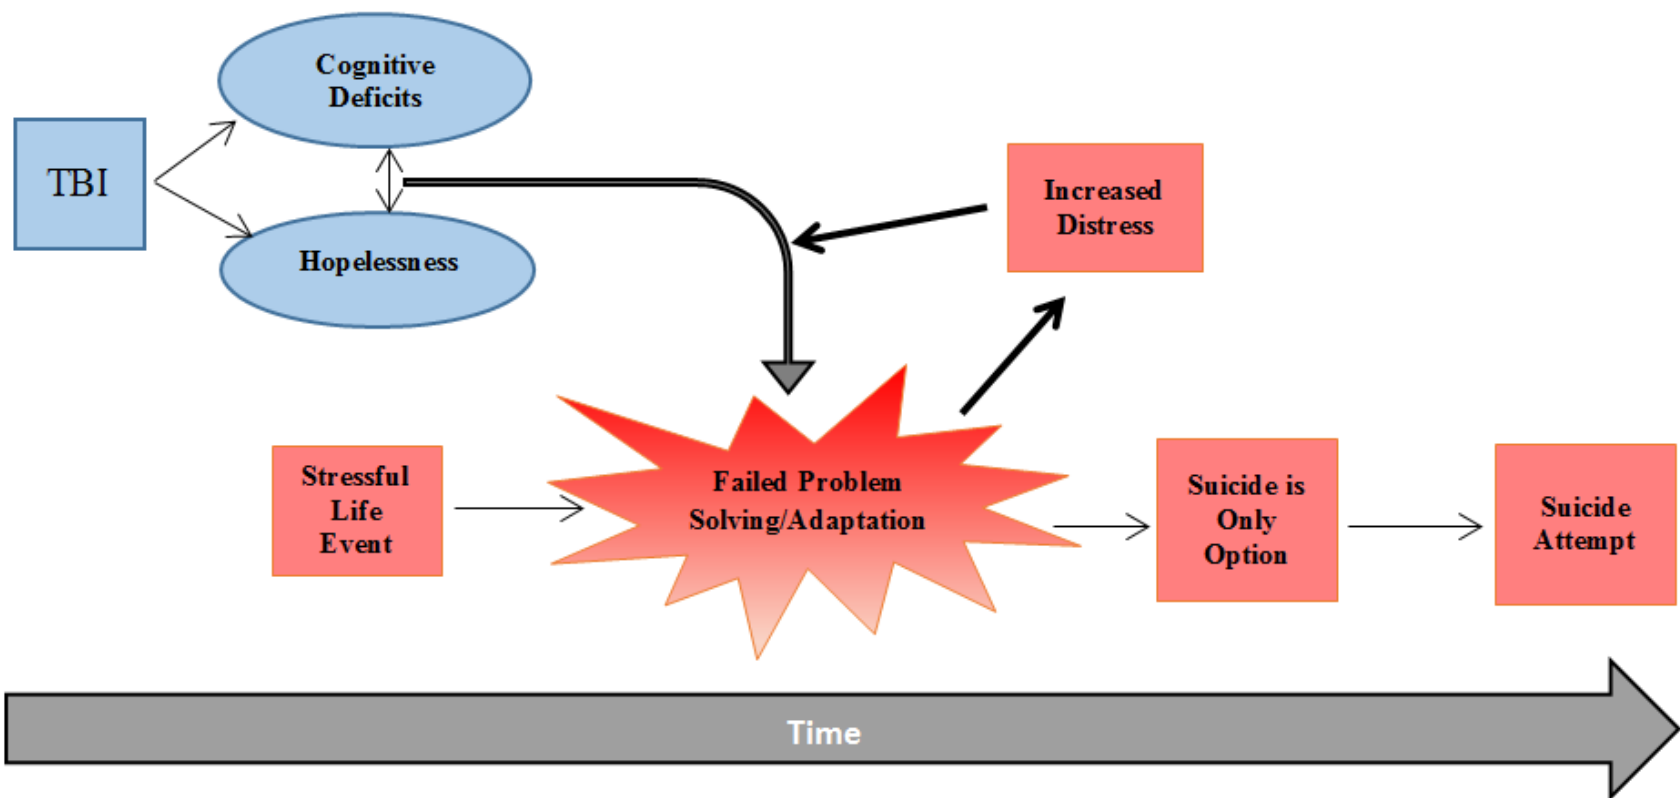 Cognitive
Deficits
TBI
Hopelessness
Increased
Distress
Stressful
Life
Event
Failed Problem
Solving/Adaptation
Suicide is
Only
Option
Suicide
Attempt
Time